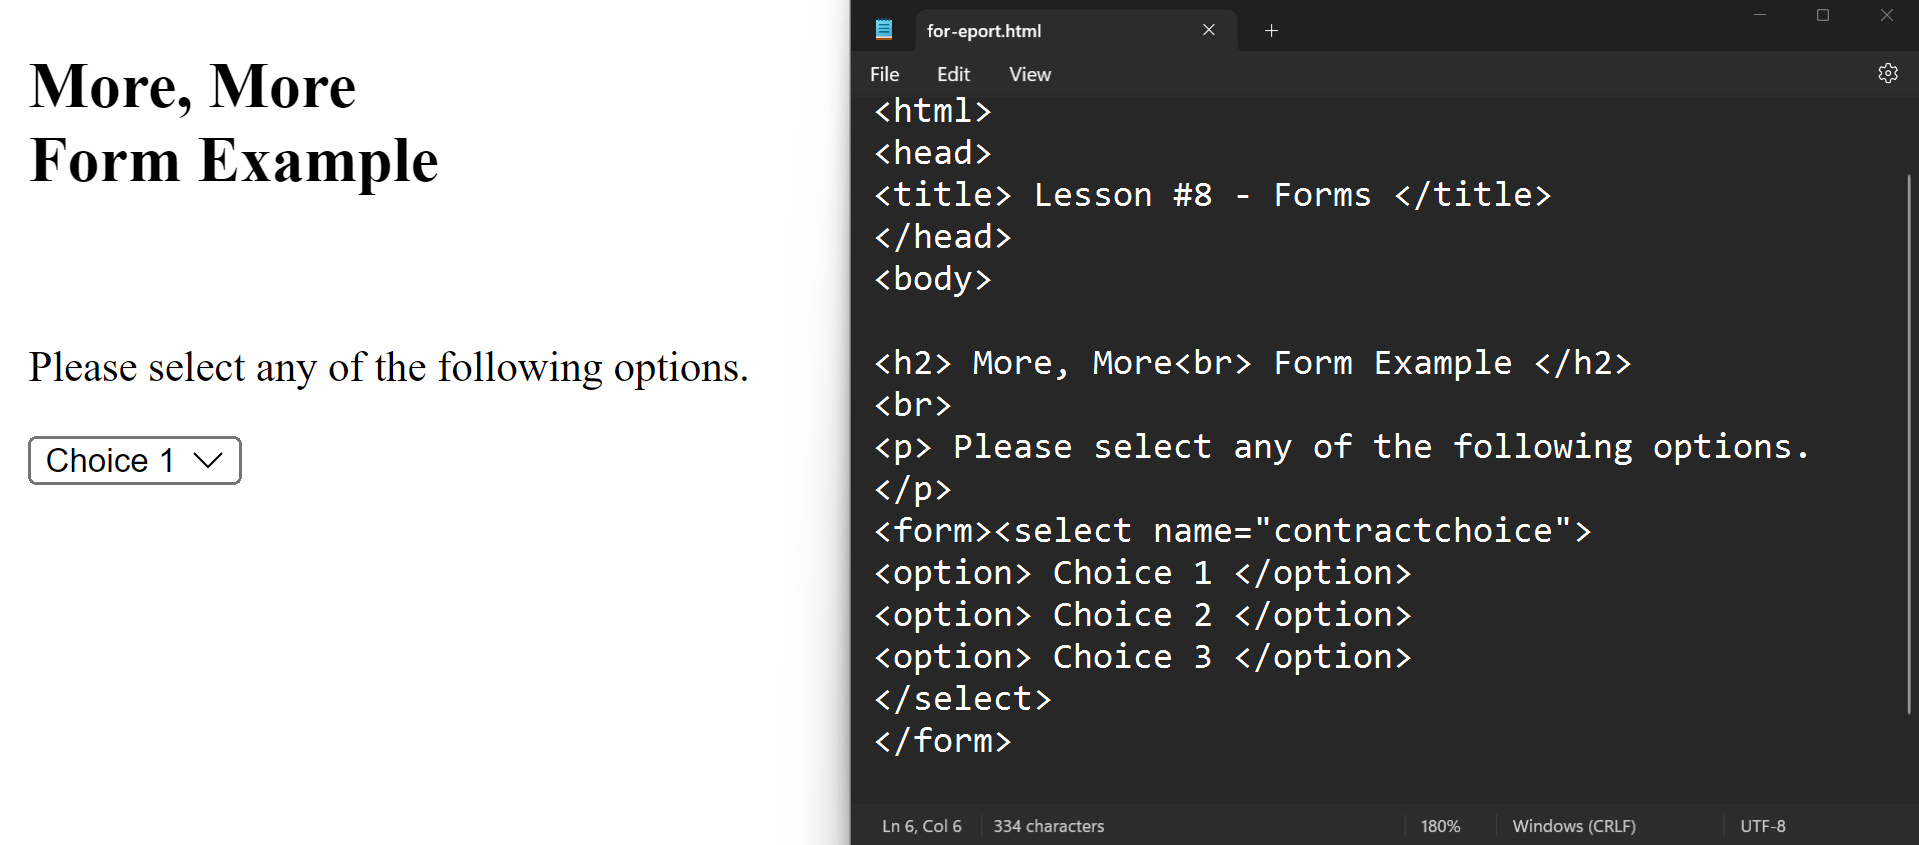 More, More
Form Example
Please select any of the following options.
Choice 1
for-eport.html
File Edit View
<html>
<head>
<title> Lesson #8 - Forms </title>
</head>
<body>
<h2> More, More<br> Form Example </h2>
<br>
<p> Please select any of the following options.
</p>
<form><select name="contractchoice">
<option> Choice 1 </option>
<option> Choice 2 </option>
<option> Choice 3 </option>
</select>
</form>
Ln 6, Col 6 334 characters 180% Windows (CRLF) UTF-8